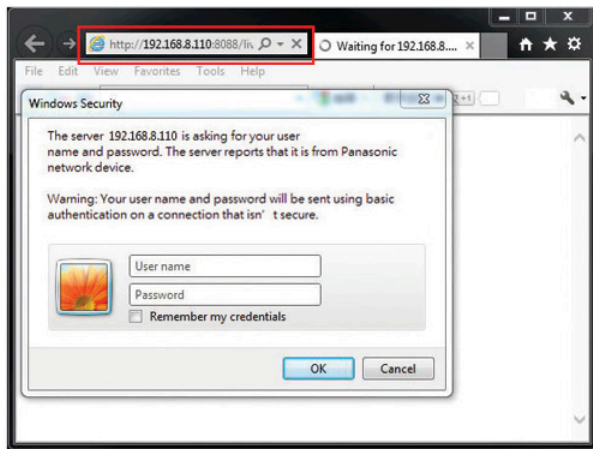 http://192.168.8.110:8088/liv
Waiting for 192.168.8....
File Edit View Favorites Tools Help
Windows Security
The server 192.168.8.110 is asking for your user
name and password. The server reports that it is from Panasonic
network device.
Warning: Your user name and password will be sent using basic
authentication on a connection that isn' t secure.
User name
Password
Remember my credentials
OK Cancel